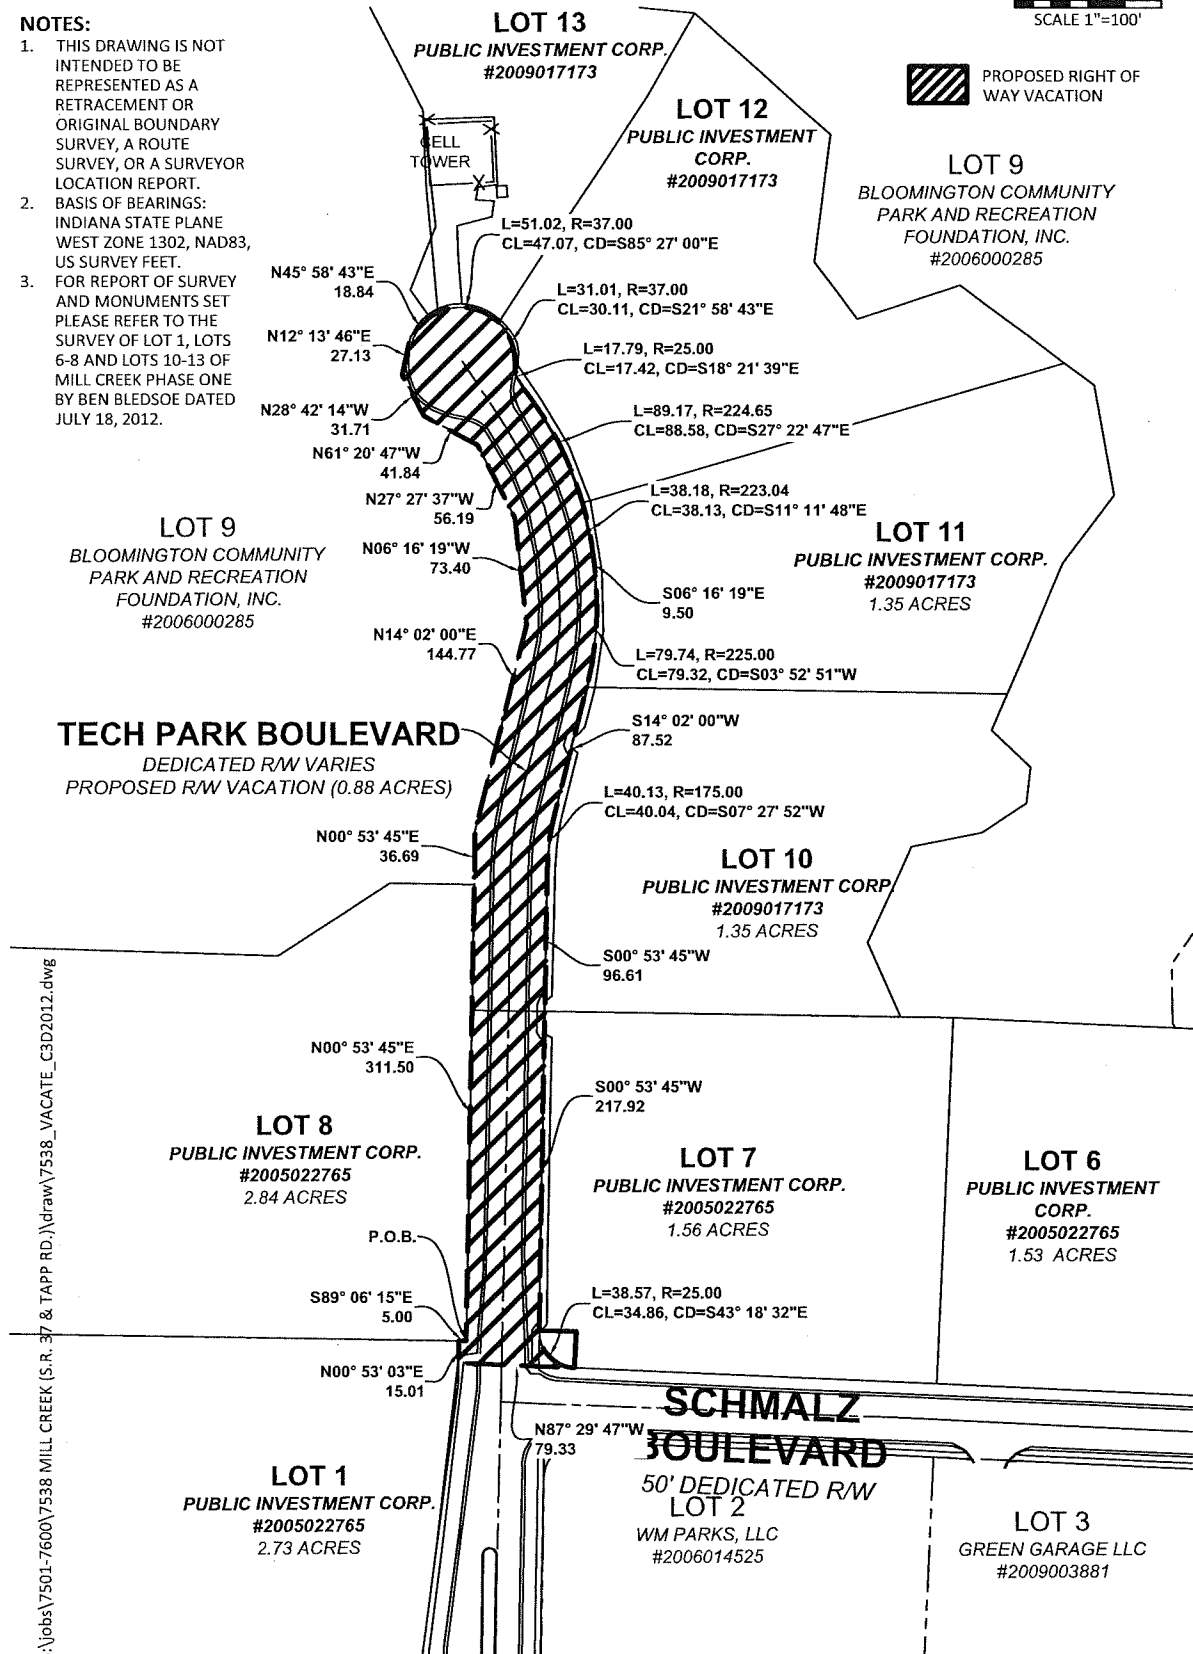 NOTES:
1. THIS DRAWING IS NOT
INTENDED TO BE
REPRESENTED AS A
RETRACEMENT OR
ORIGINAL BOUNDARY
SURVEY, A ROUTE
SURVEY, OR A SURVEYOR
LOCATION REPORT.
2. BASIS OF BEARINGS:
INDIANA STATE PLANE
WEST ZONE 1302, NAD83,
US SURVEY FEET.
3. FOR REPORT OF SURVEY
AND MONUMENTS SET
PLEASE REFER TO THE
SURVEY OF LOT 1, LOTS
6-8 AND LOTS 10-13 OF
MILL CREEK PHASE ONE
BY BEN BLEDSOE DATED
JULY 18, 2012.
SCALE 1"=100'
PROPOSED RIGHT OF
WAY VACATION
LOT 13
PUBLIC INVESTMENT CORP.
#2009017173
LOT 12
PUBLIC INVESTMENT
CORP.
#2009017173
LOT 9
BLOOMINGTON COMMUNITY
PARK AND RECREATION
FOUNDATION, INC.
#2006000285
CELL
TOWER
L=51.02, R=37.00
CL=47.07, CD=S85° 27' 00"E
N45° 58' 43"E
18.84
L=31.01, R=37.00
CL=30.11, CD=S21° 58' 43"E
N12° 13' 46"E
27.13
L=17.79, R=25.00
CL=17.42, CD=S18° 21' 39"E
N28° 42' 14"W
31.71
L=89.17, R=224.65
CL=88.58, CD=S27° 22' 47"E
N61° 20' 47"W
41.84
N27° 27' 37"W
56.19
L=38.18, R=223.04
CL=38.13, CD=S11° 11' 48"E
LOT 9
BLOOMINGTON COMMUNITY
PARK AND RECREATION
FOUNDATION, INC.
#2006000285
LOT 11
PUBLIC INVESTMENT CORP.
#2009017173
1.35 ACRES
N06° 16' 19"W
73.40
S06° 16' 19"E
9.50
N14° 02' 00"E
144.77
L=79.74, R=225.00
CL=79.32, CD=S03° 52' 51"W
TECH PARK BOULEVARD
DEDICATED R/W VARIES
PROPOSED R/W VACATION (0.88 ACRES)
S14° 02' 00"W
87.52
L=40.13, R=175.00
CL=40.04, CD=S07° 27' 52"W
N00° 53' 45"E
36.69
LOT 10
PUBLIC INVESTMENT CORP.
#2009017173
1.35 ACRES
S00° 53' 45"W
96.61
N00° 53' 45"E
311.50
S00° 53' 45"W
217.92
LOT 8
PUBLIC INVESTMENT CORP.
#2005022765
2.84 ACRES
LOT 7
PUBLIC INVESTMENT CORP.
#2005022765
1.56 ACRES
LOT 6
PUBLIC INVESTMENT
CORP.
#2005022765
1.53 ACRES
P.O.B.
S89° 06' 15"E
5.00
L=38.57, R=25.00
CL=34.86, CD=S43° 18' 32"E
N00° 53' 03"E
15.01
SCHMALZ
BOULEVARD
50' DEDICATED R/W
N87° 29' 47"W
79.33
LOT 1
PUBLIC INVESTMENT CORP.
#2005022765
2.73 ACRES
LOT 2
WM PARKS, LLC
#2006014525
LOT 3
GREEN GARAGE LLC
#2009003881
:\jobs\7501-7600\7538 MILL CREEK (S.R. 37 & TAPP RD.)\draw\7538_VACATE_C3D2012.dwg